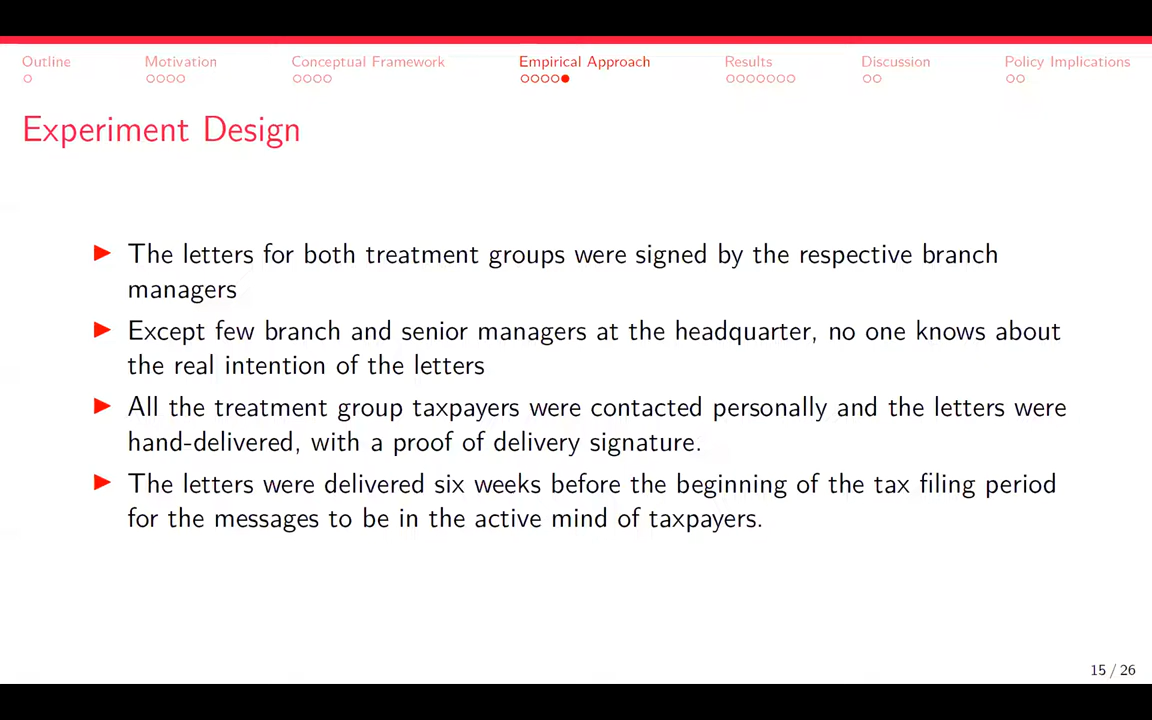 Outline Motivation Conceptual Framework Empirical Approach Results Discussion Policy Implications
Experiment Design
The letters for both treatment groups were signed by the respective branch
managers
Except few branch and senior managers at the headquarter, no one knows about
the real intention of the letters
All the treatment group taxpayers were contacted personally and the letters were
hand-delivered, with a proof of delivery signature.
The letters were delivered six weeks before the beginning of the tax filing period
for the messages to be in the active mind of taxpayers.
15 / 26